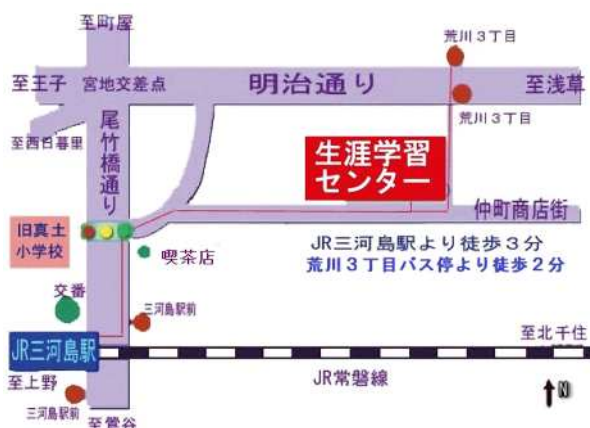 至町屋
荒川３丁目
至王子
宮地交差点
明治通り
至浅草
荒川３丁目
至西日暮里
尾竹橋通り
生涯学習
センター
仲町商店街
旧真土
小学校
JR三河島駅より徒歩３分
喫茶店
荒川３丁目バス停より徒歩２分
交番
三河島駅前
至北千住
JR三河島駅
至上野
JR常磐線
N
三河島駅前
至鶯谷